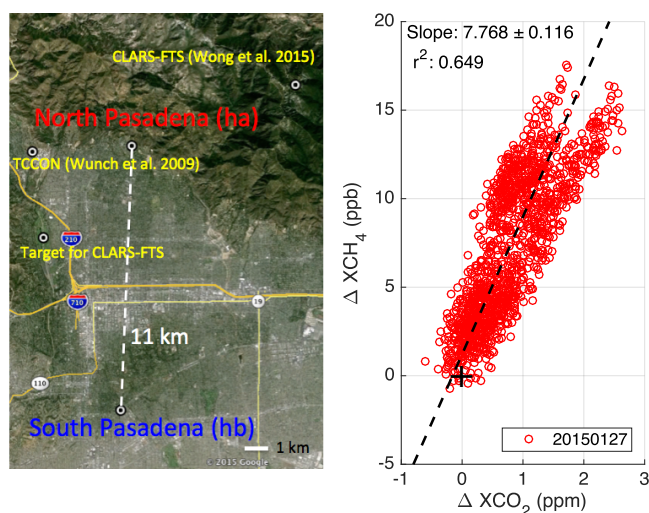 CLARS-FTS (Wong et al. 2015)
North Pasadena (ha)
TCCON (Wunch et al. 2009)
210
Target for CLARS-FTS
710
19
11 km
110
South Pasadena (hb)
1 km
© 2015 Google
Slope: 7.768 ± 0.116
r²: 0.649
20
15
10
5
0
-5
Δ XCH₄ (ppb)
20150127
-1 0 1 2 3
Δ XCO₂ (ppm)